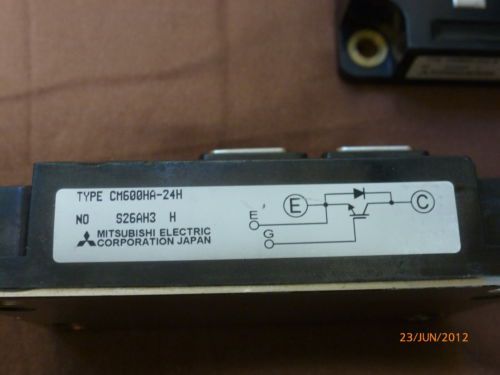 TYPE CM600HA-24H
NO S26AH3 H
MITSUBISHI ELECTRIC
CORPORATION JAPAN
E
E'
G
C
23/JUN/2012